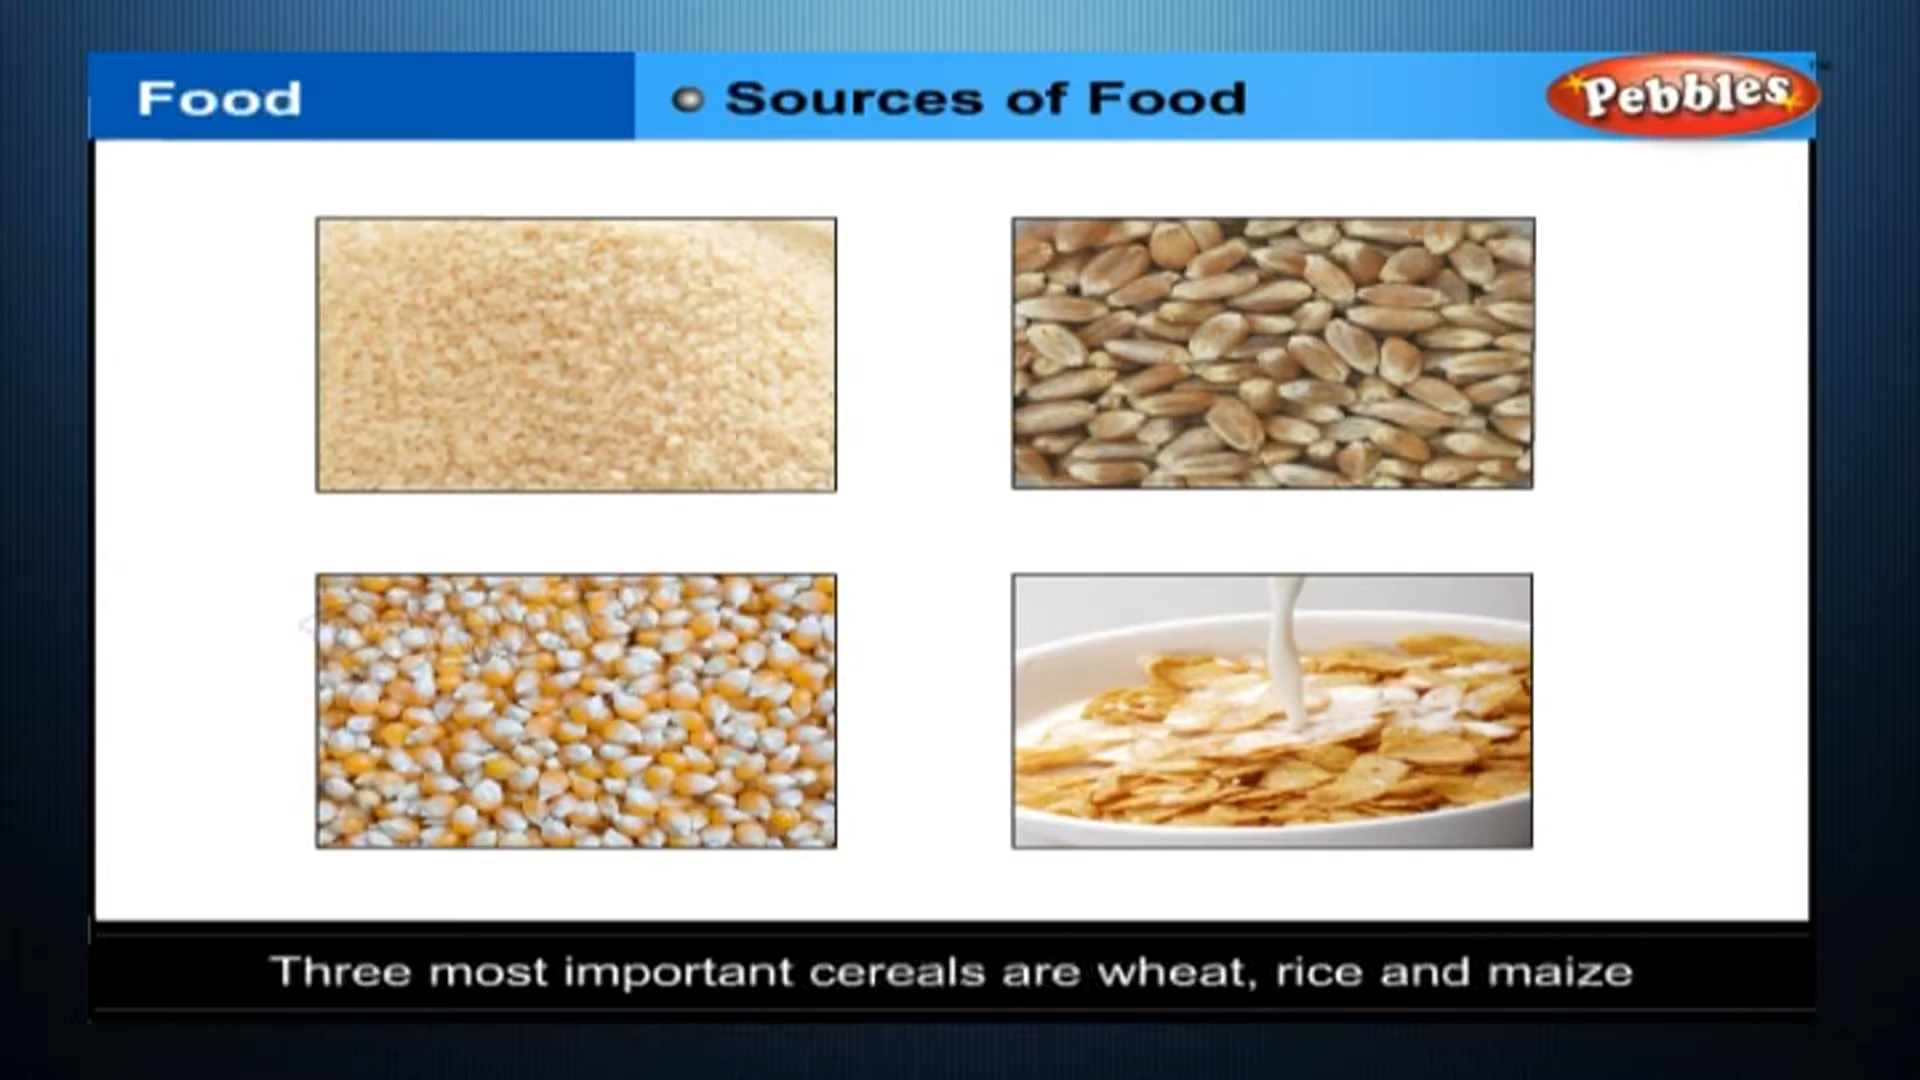 Food
Sources of Food
Pebbles
Three most important cereals are wheat, rice and maize